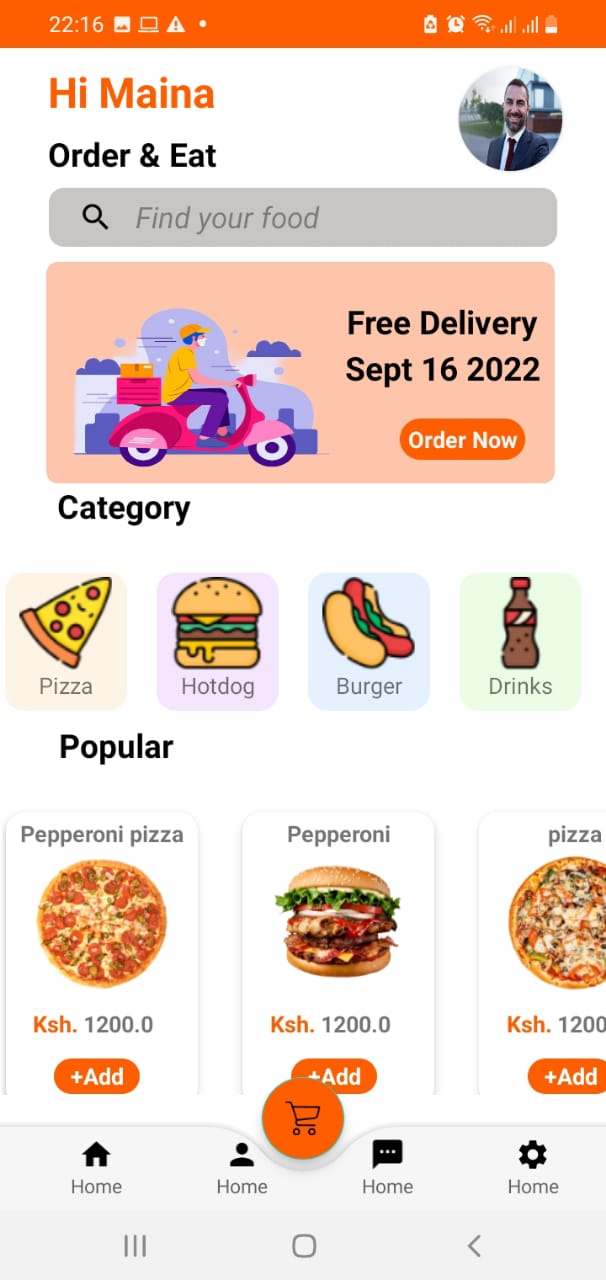 22:16
Hi Maina
Order & Eat
Find your food
Free Delivery
Sept 16 2022
Order Now
Category
Pizza Hotdog Burger Drinks
Popular
Pepperoni pizza Pepperoni pizza
Ksh. 1200.0 Ksh. 1200.0 Ksh. 1200
+Add +Add +Add
Home Home Home Home